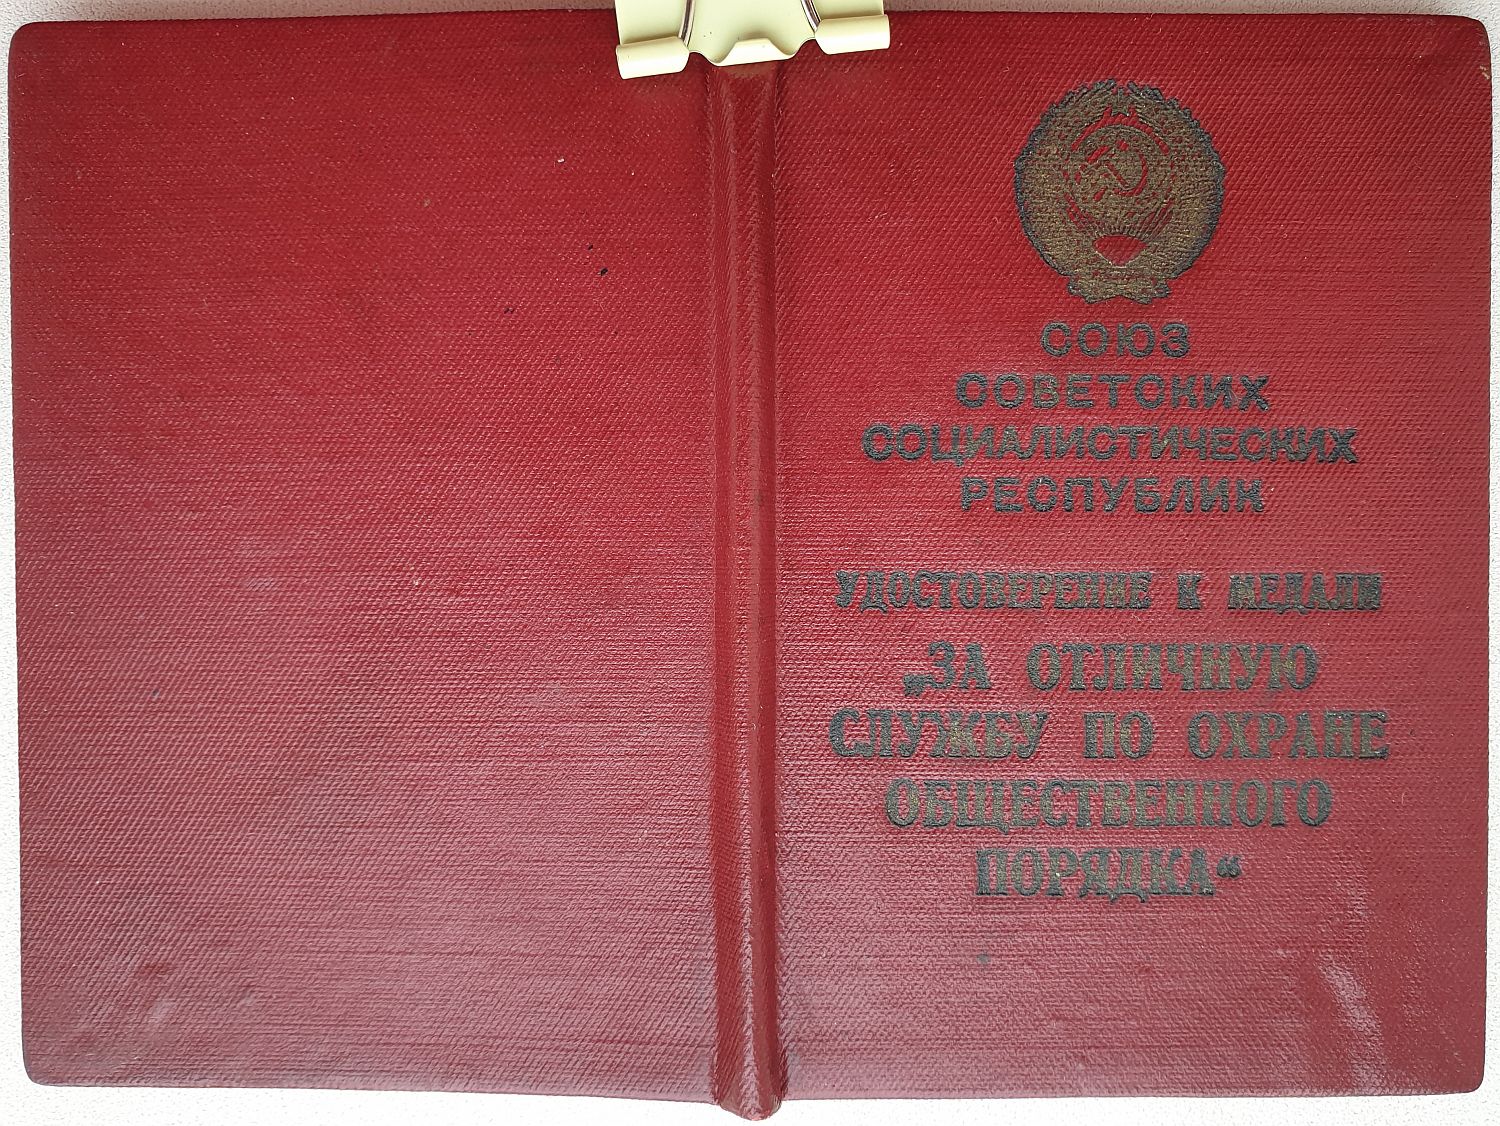 СОЮЗ
СОВЕТСКИХ
СОЦИАЛИСТИЧЕСКИХ
РЕСПУБЛИК
УДОСТОВЕРЕНИЕ К МЕДАЛИ
„ЗА ОТЛИЧНУЮ
СЛУЖБУ ПО ОХРАНЕ
ОБЩЕСТВЕННОГО
ПОРЯДКА“